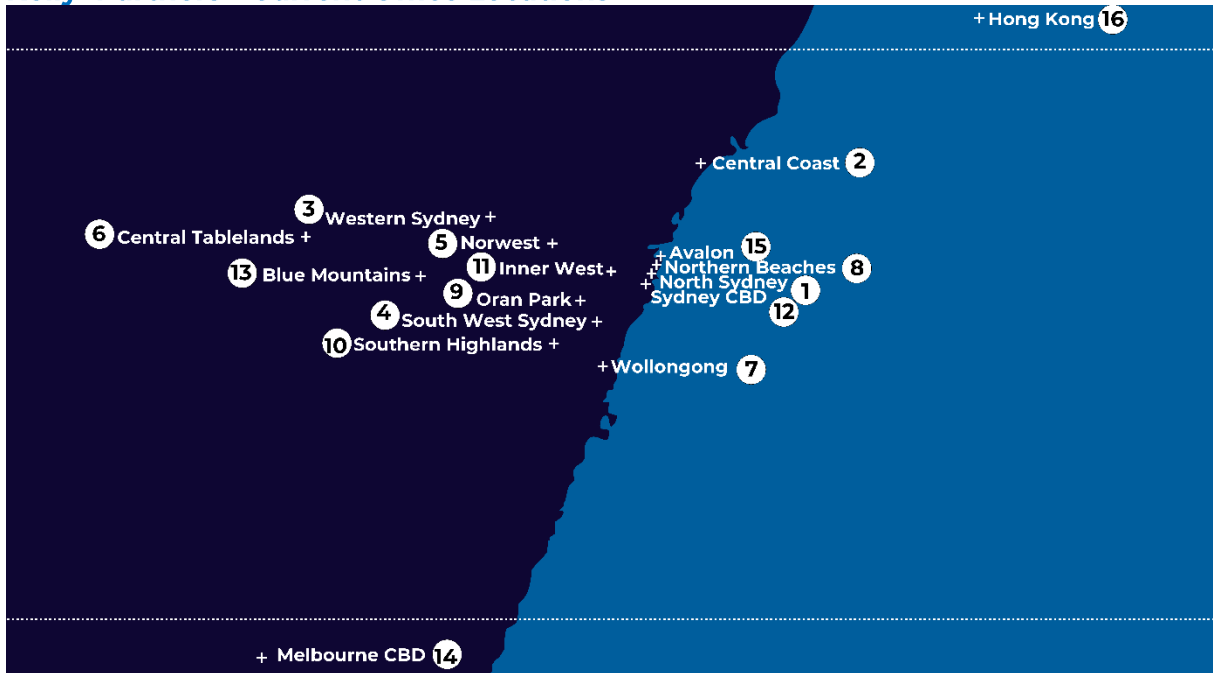 Hong Kong 16
Central Coast 2
3 Western Sydney
6 Central Tablelands
5 Norwest
Avalon 15
11 Inner West
Northern Beaches 8
13 Blue Mountains
North Sydney 1
9 Oran Park
Sydney CBD 12
4 South West Sydney
10 Southern Highlands
Wollongong 7
Melbourne CBD 14